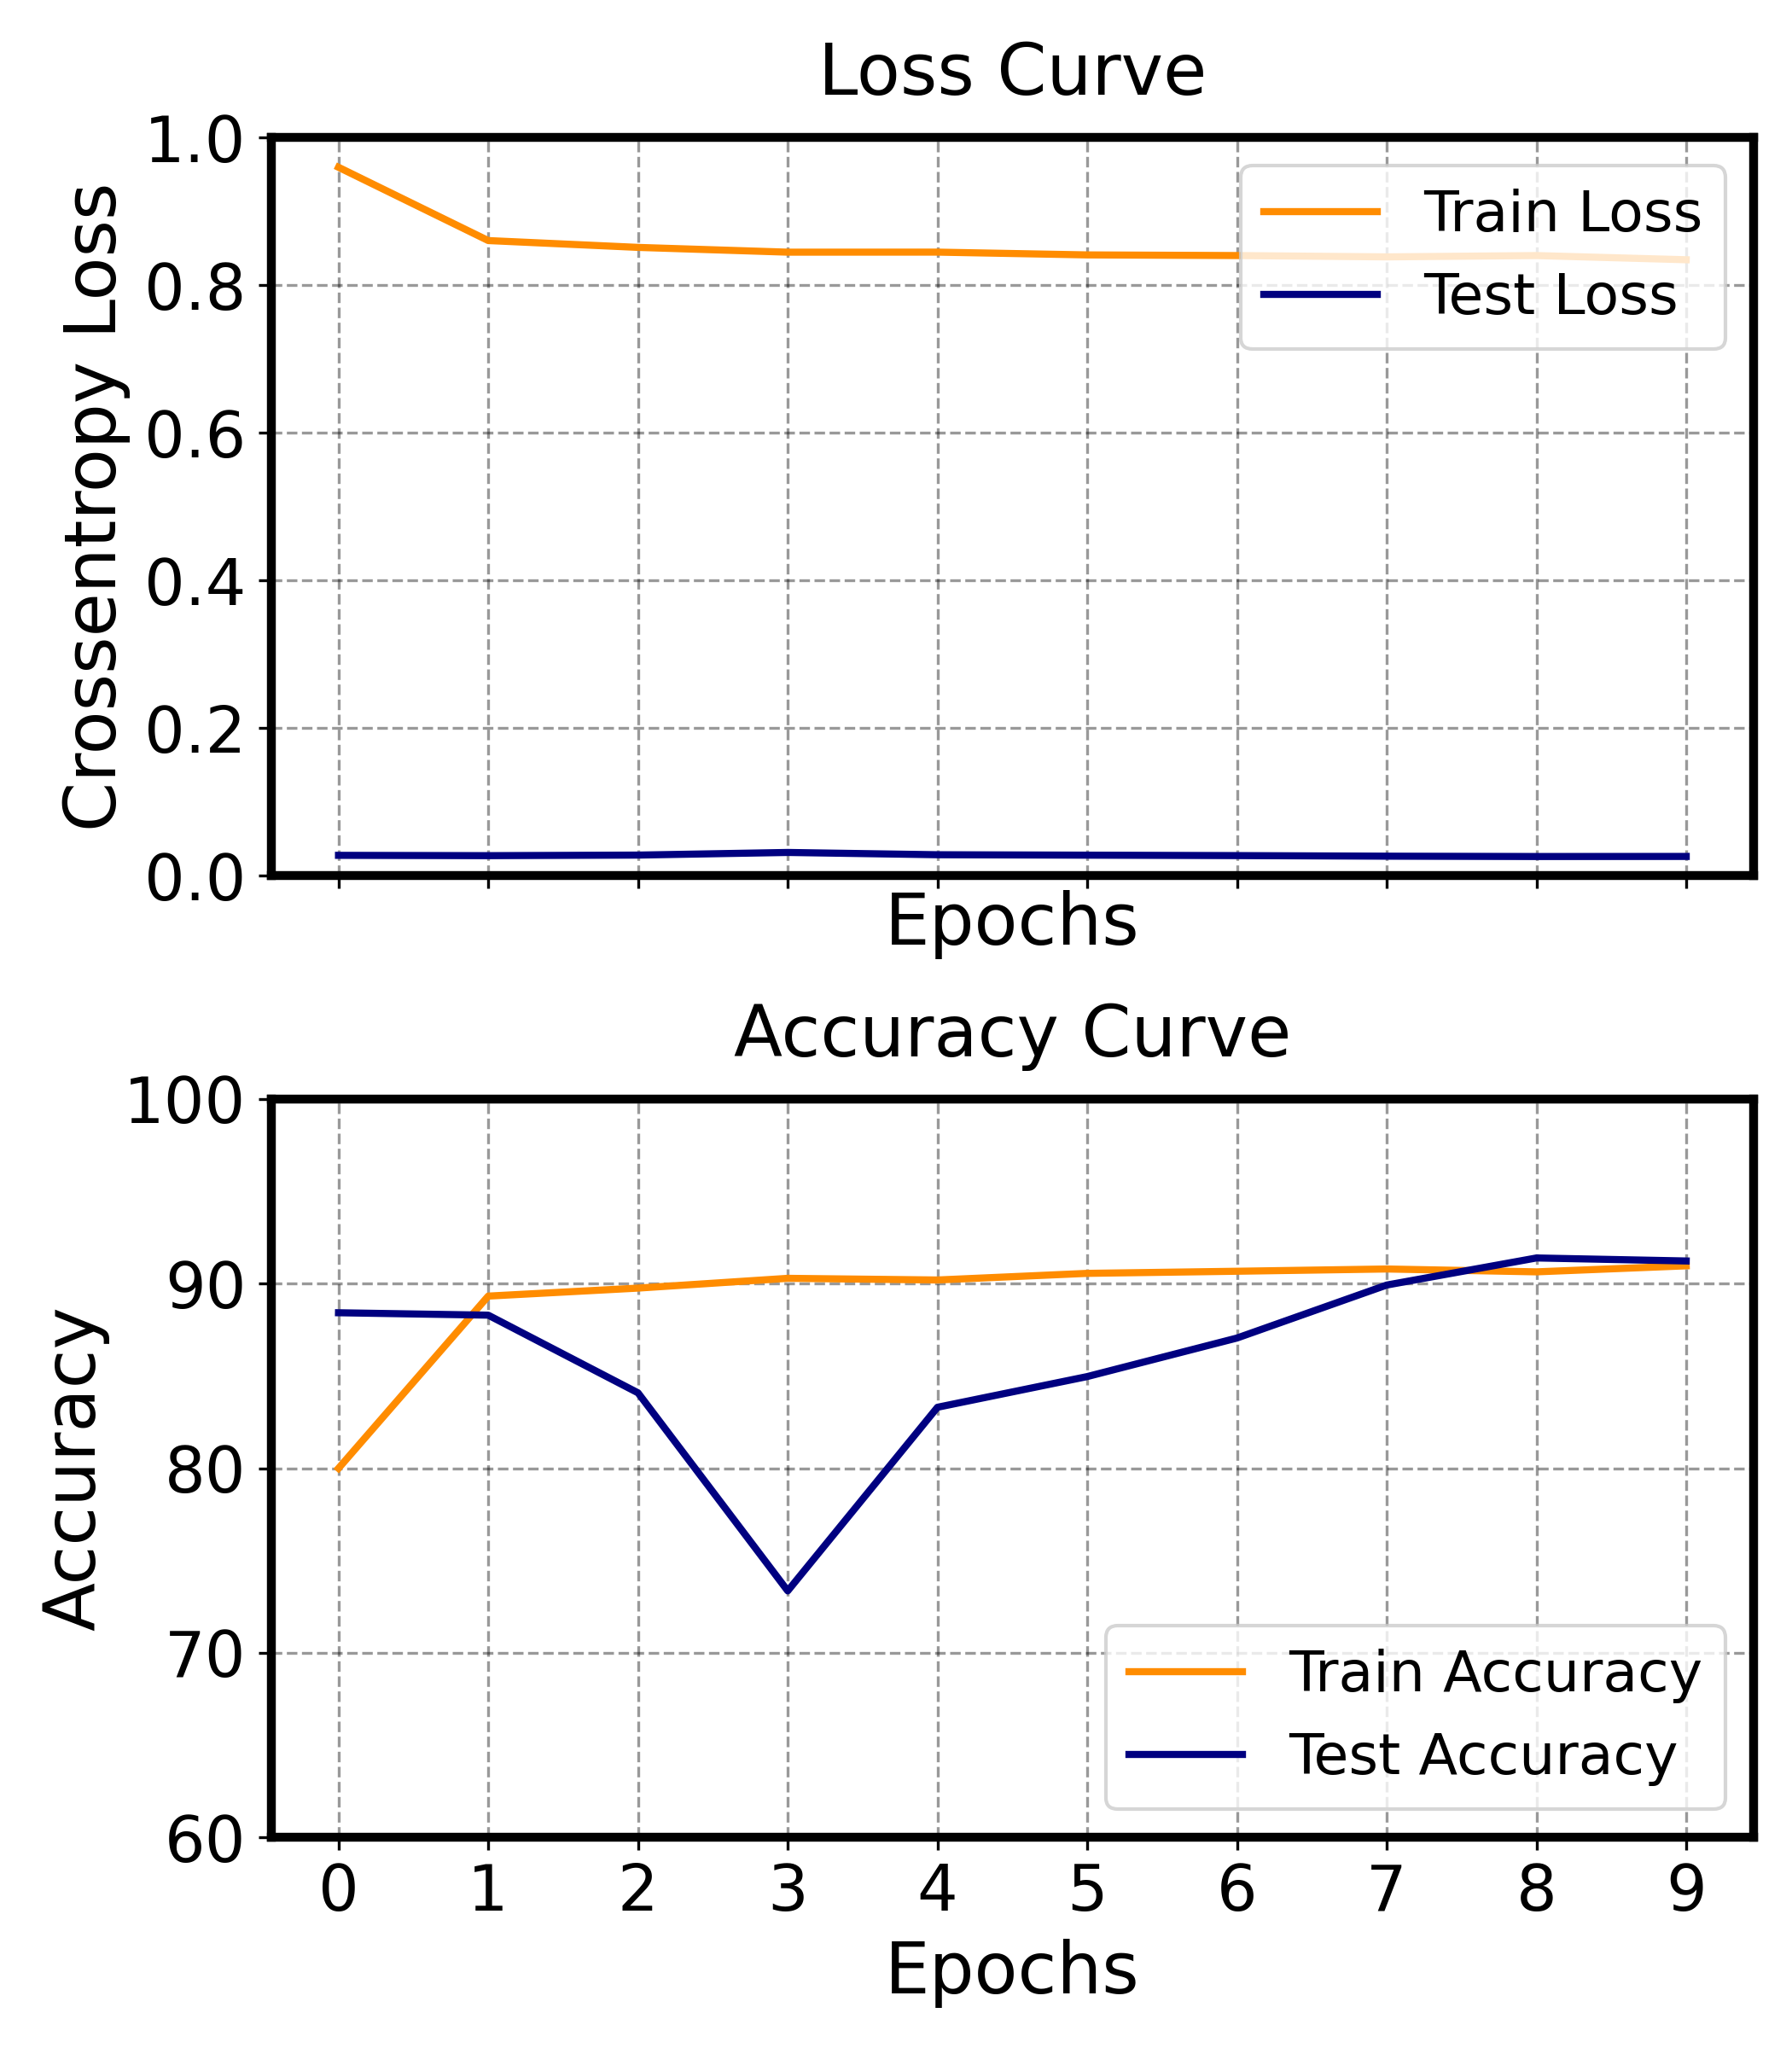 Loss Curve
1.0
0.8
0.6
0.4
0.2
0.0
Crossentropy Loss
Train Loss
Test Loss
Epochs
Accuracy Curve
100
90
80
70
60
Accuracy
Train Accuracy
Test Accuracy
0 1 2 3 4 5 6 7 8 9
Epochs